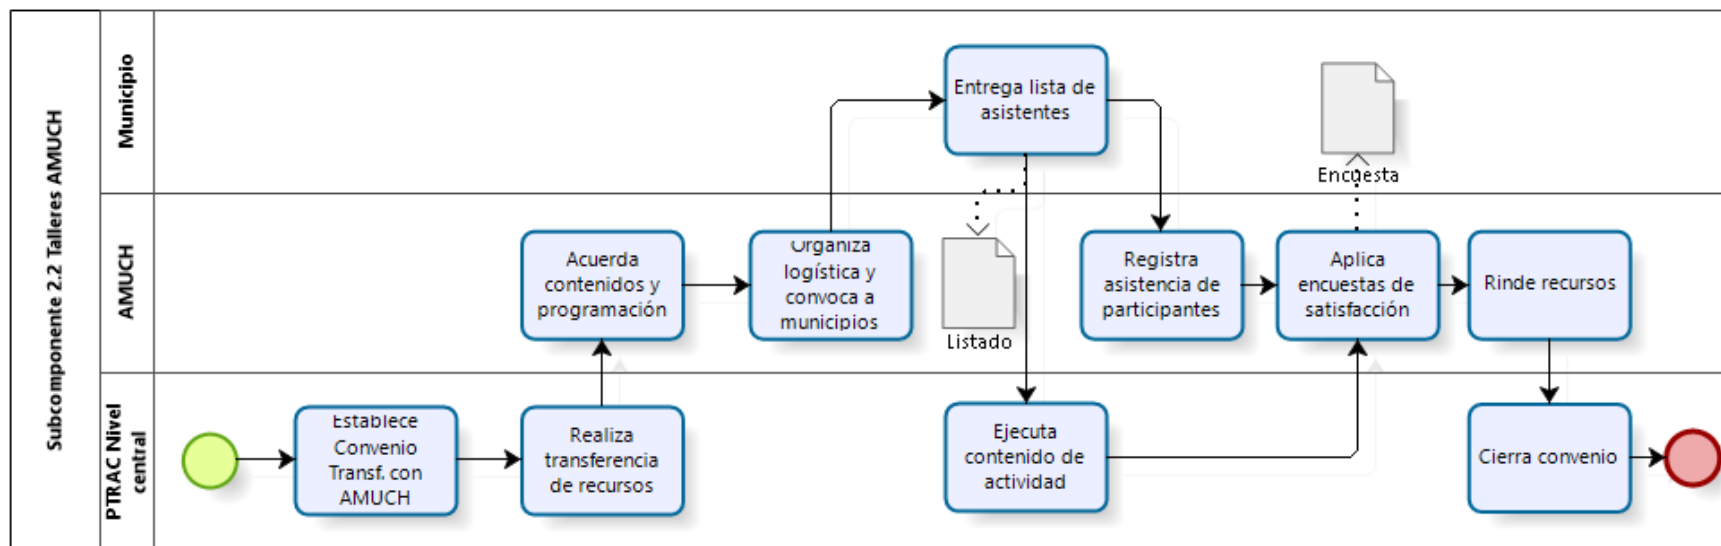 Subcomponente 2.2 Talleres AMUCH
Municipio
Entrega lista de
asistentes
Encuesta
AMUCH
Acuerda
contenidos y
programación
Organiza
logística y
convoca a
municipios
Listado
Registra
asistencia de
participantes
Aplica
encuestas de
satisfacción
Rinde recursos
PTRAC Nivel
central
Establece
Convenio
Transf. con
AMUCH
Realiza
transferencia
de recursos
Ejecuta
contenido de
actividad
Cierra convenio